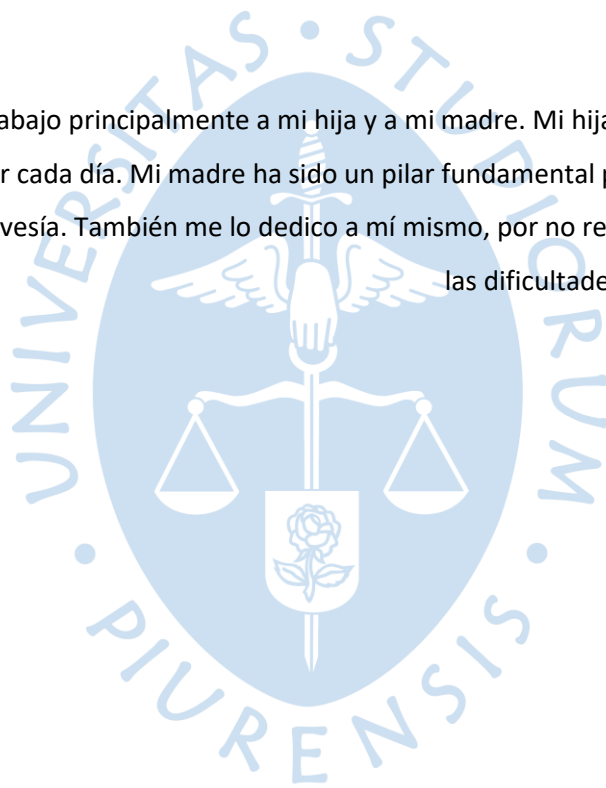 abajo principalmente a mi hija y a mi madre. Mi hija
r cada día. Mi madre ha sido un pilar fundamental p
vesía. También me lo dedico a mí mismo, por no re
las dificultade
UNIVERSITAS • STUDIORUM • PIURENSIS •